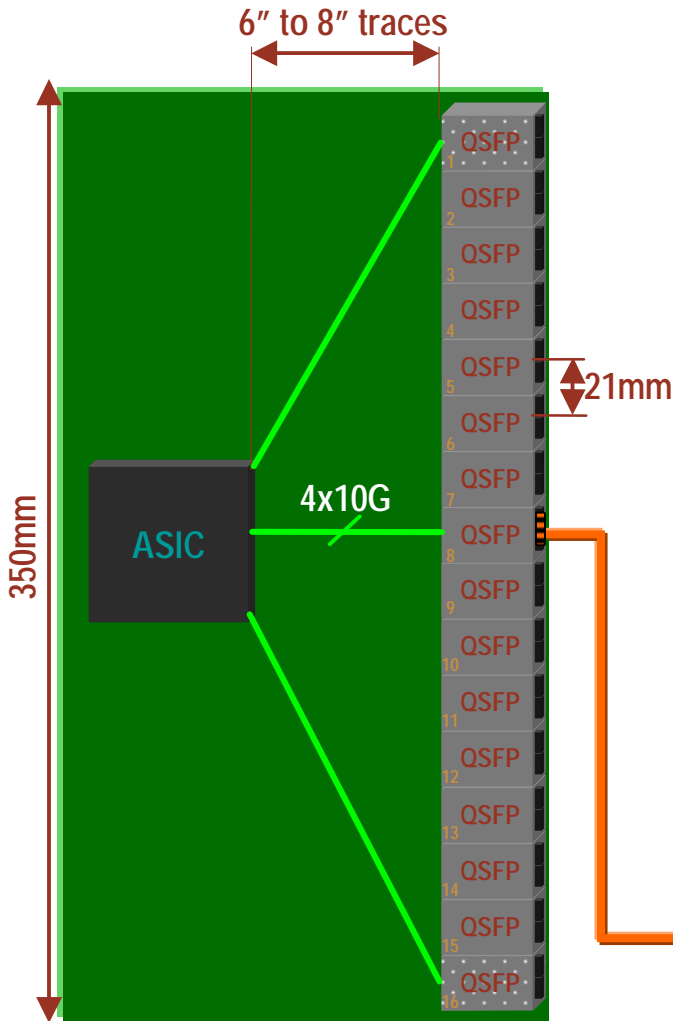 6″ to 8″ traces
QSFP
1
QSFP
2
QSFP
3
QSFP
4
QSFP
5
21mm
QSFP
6
QSFP
7
4x10G
QSFP
8
ASIC
350mm
QSFP
9
QSFP
10
QSFP
11
QSFP
12
QSFP
13
QSFP
14
QSFP
15
QSFP
16